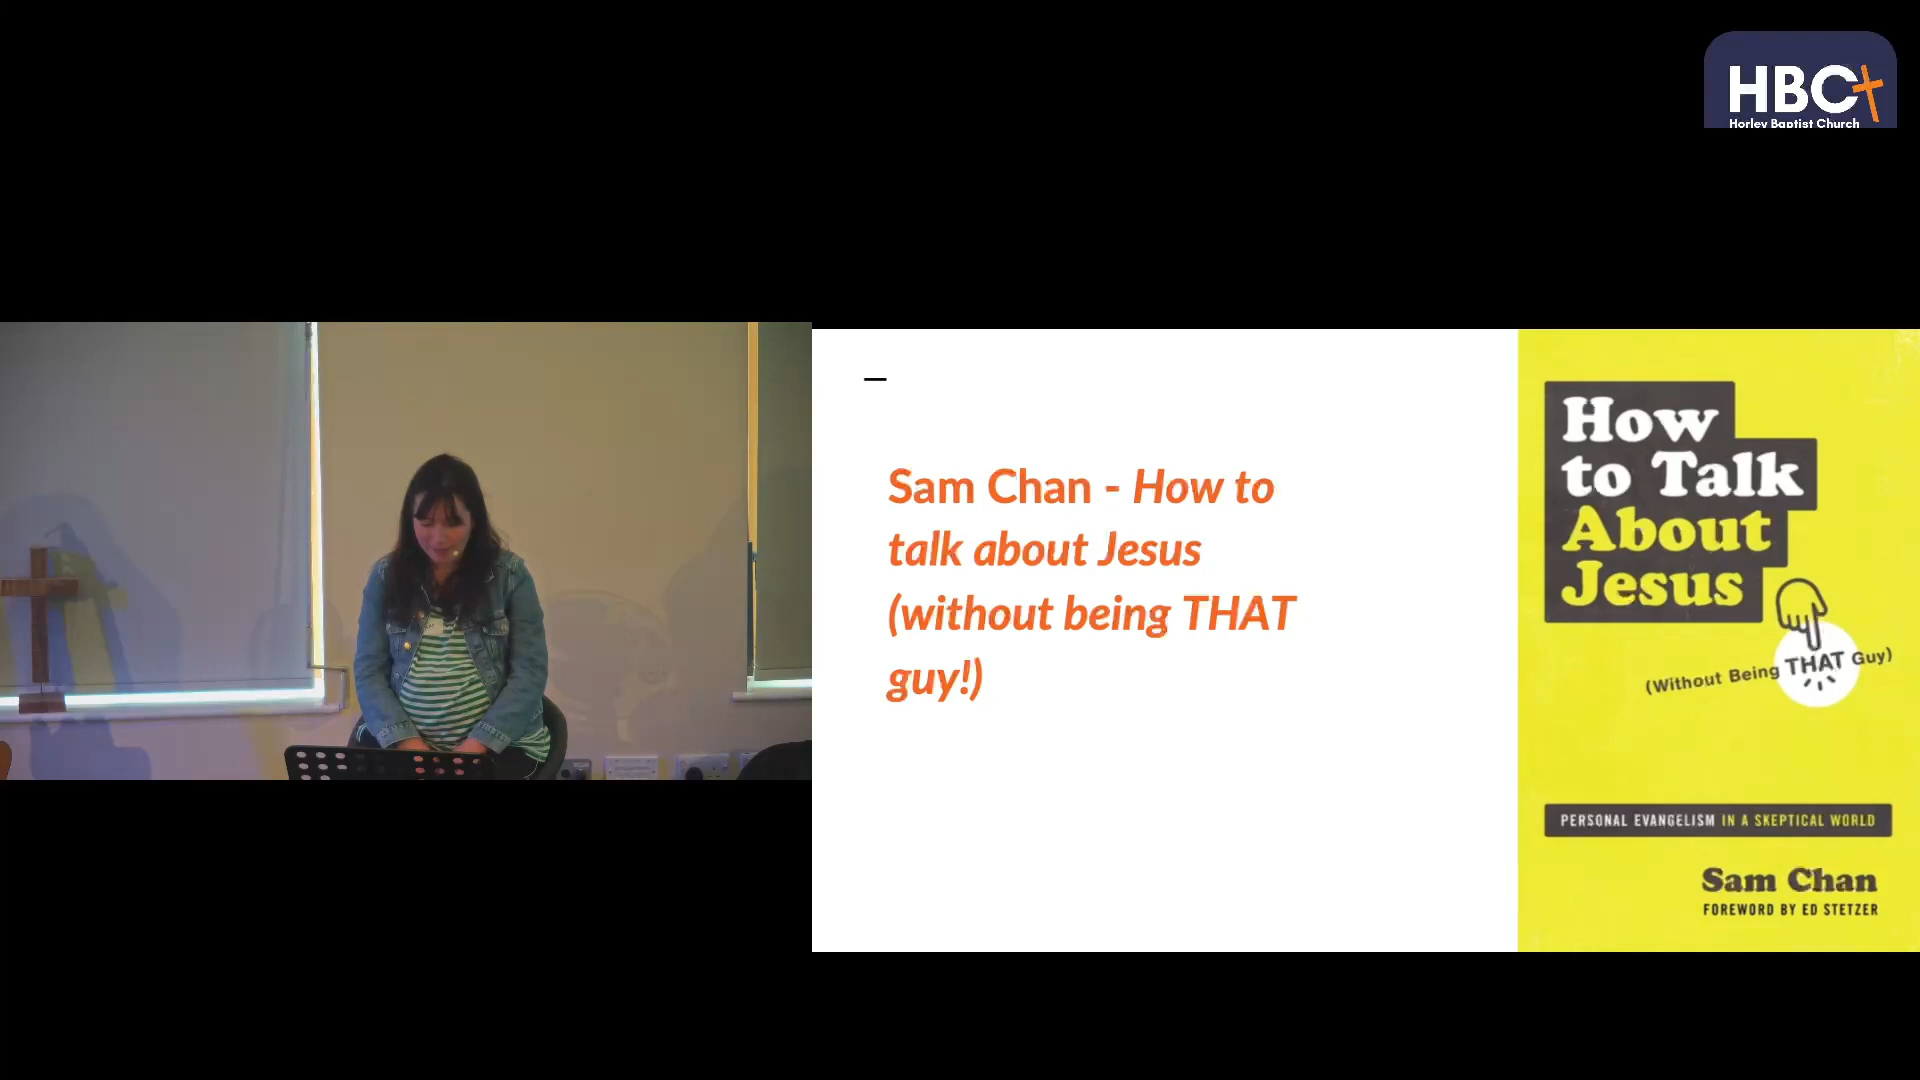 HBC
Horley Baptist Church
Sam Chan - How to
talk about Jesus
(without being THAT
guy!)
How
to Talk
About
Jesus
(Without Being THAT Guy)
PERSONAL EVANGELISM IN A SKEPTICAL WORLD
Sam Chan
FOREWORD BY ED STETZER